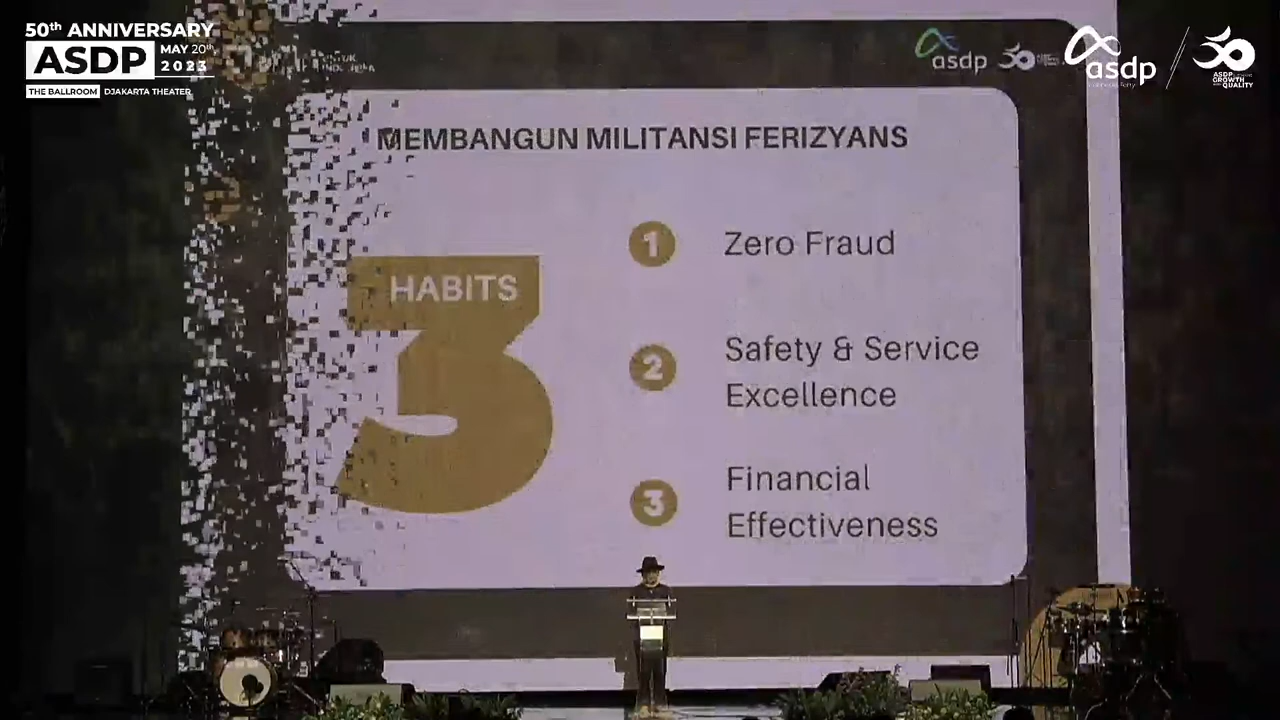 50th ANNIVERSARY
ASDP
MAY 20th
2023
THE BALLROOM DJAKARTA THEATER
UNTUK
asdp
asdp
ASDP
GROWTH
QUALITY
MEMBANGUN MILITANSI FERIZYANS
HABITS
3
1 Zero Fraud
2 Safety & Service
Excellence
3 Financial
Effectiveness